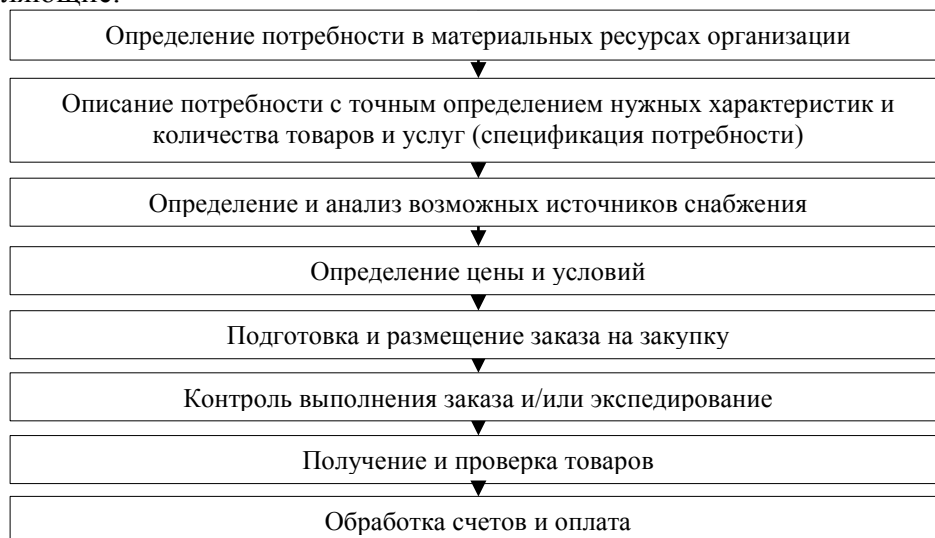 Определение потребности в материальных ресурсах организации
Описание потребности с точным определением нужных характеристик и
количества товаров и услуг (спецификация потребности)
Определение и анализ возможных источников снабжения
Определение цены и условий
Подготовка и размещение заказа на закупку
Контроль выполнения заказа и/или экспедирование
Получение и проверка товаров
Обработка счетов и оплата